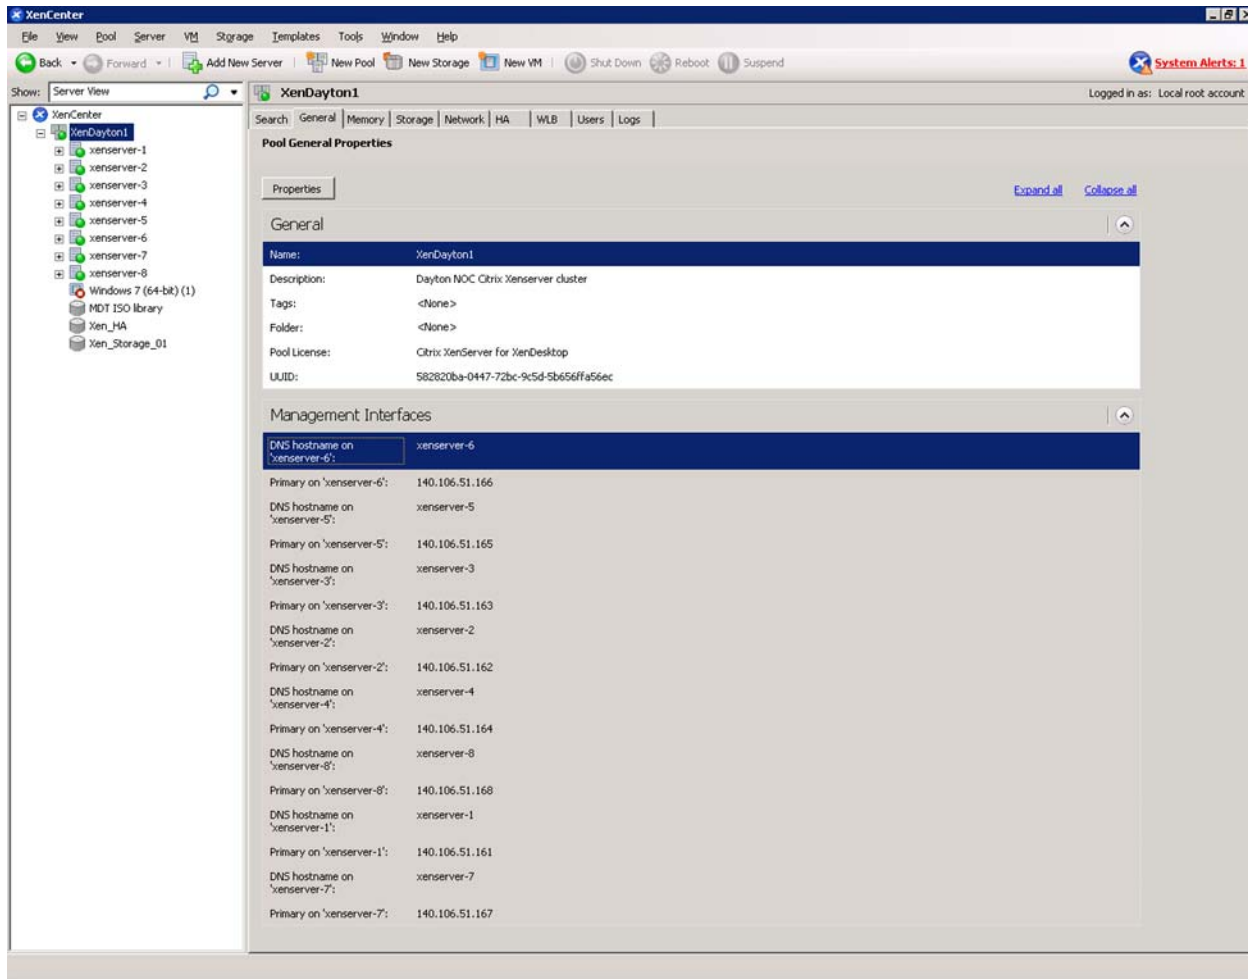 XenCenter
File View Pool Server VM Storage Templates Tools Window Help
Back Forward Add New Server New Pool New Storage New VM Shut Down Reboot Suspend System Alerts: 1
Show: Server View
XenDayton1 Logged in as: Local root account
XenCenter
XenDayton1
xenserver-1
xenserver-2
xenserver-3
xenserver-4
xenserver-5
xenserver-6
xenserver-7
xenserver-8
Windows 7 (64-bit) (1)
MDT ISO library
Xen_HA
Xen_Storage_01
Search General Memory Storage Network HA WLB Users Logs
Pool General Properties
Properties Expand all Collapse all
General
Name: XenDayton1
Description: Dayton NOC Citrix Xenserver cluster
Tags: <None>
Folder: <None>
Pool License: Citrix XenServer for XenDesktop
UUID: 582820ba-0447-72bc-9c5d-5b656ffa56ec
Management Interfaces
DNS hostname on xenserver-6
'xenserver-6':
Primary on 'xenserver-6': 140.106.51.166
DNS hostname on xenserver-5
'xenserver-5':
Primary on 'xenserver-5': 140.106.51.165
DNS hostname on xenserver-3
'xenserver-3':
Primary on 'xenserver-3': 140.106.51.163
DNS hostname on xenserver-2
'xenserver-2':
Primary on 'xenserver-2': 140.106.51.162
DNS hostname on xenserver-4
'xenserver-4':
Primary on 'xenserver-4': 140.106.51.164
DNS hostname on xenserver-8
'xenserver-8':
Primary on 'xenserver-8': 140.106.51.168
DNS hostname on xenserver-1
'xenserver-1':
Primary on 'xenserver-1': 140.106.51.161
DNS hostname on xenserver-7
'xenserver-7':
Primary on 'xenserver-7': 140.106.51.167